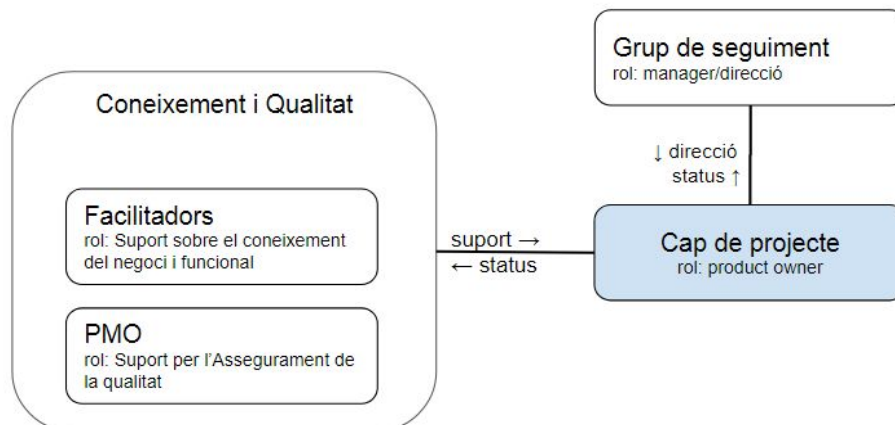 Grup de seguiment
rol: manager/direcció
Coneixement i Qualitat
↓ direcció
status ↑
Facilitadors
rol: Suport sobre el coneixement
del negoci i funcional
suport →
← status
Cap de projecte
rol: product owner
PMO
rol: Suport per l’Assegurament de
la qualitat